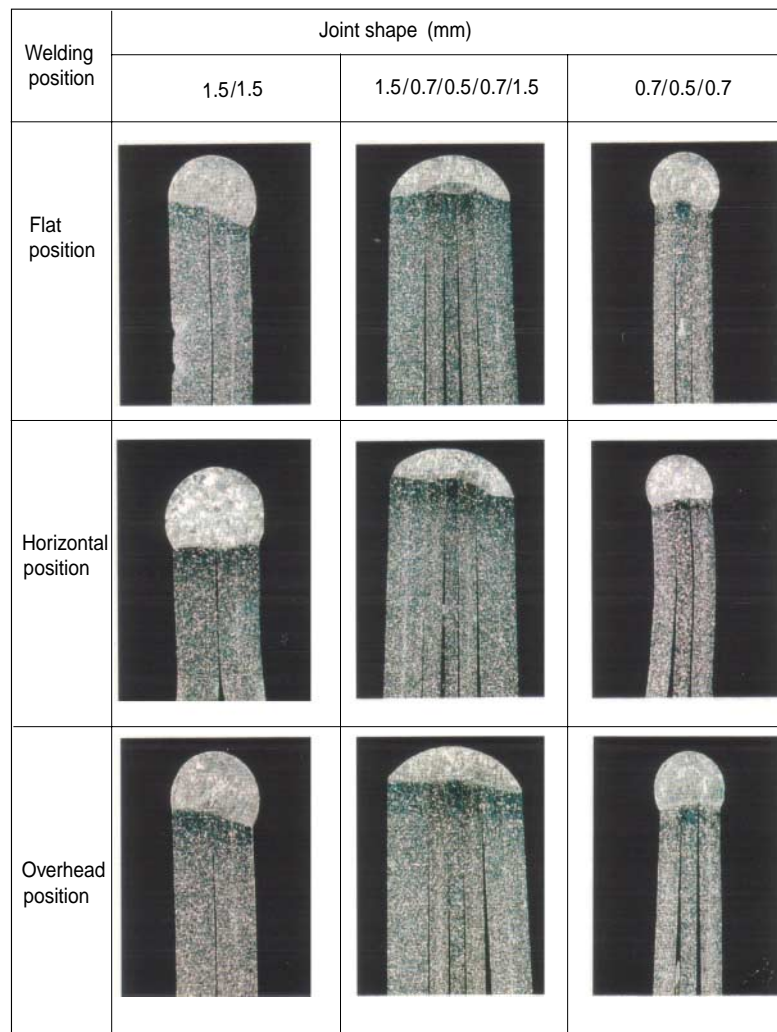 Welding
position
Joint shape (mm)
1.5/1.5
1.5/0.7/0.5/0.7/1.5
0.7/0.5/0.7
Flat
position
Horizontal
position
Overhead
position